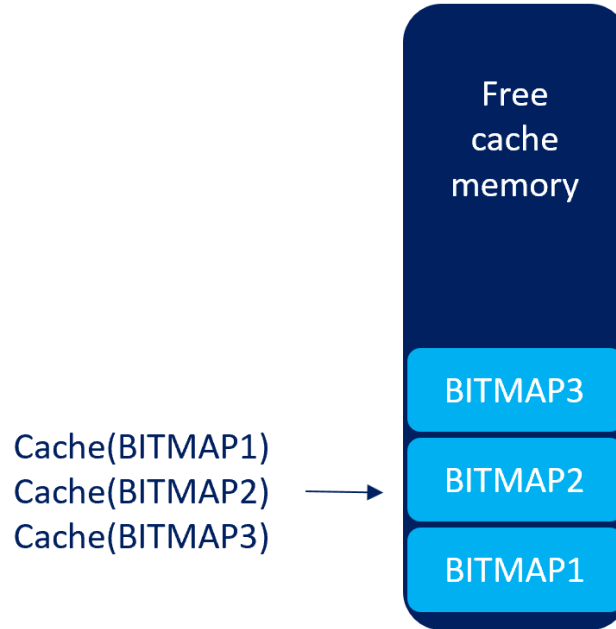 Free
cache
memory
BITMAP3
BITMAP2
BITMAP1
Cache(BITMAP1)
Cache(BITMAP2)
Cache(BITMAP3)